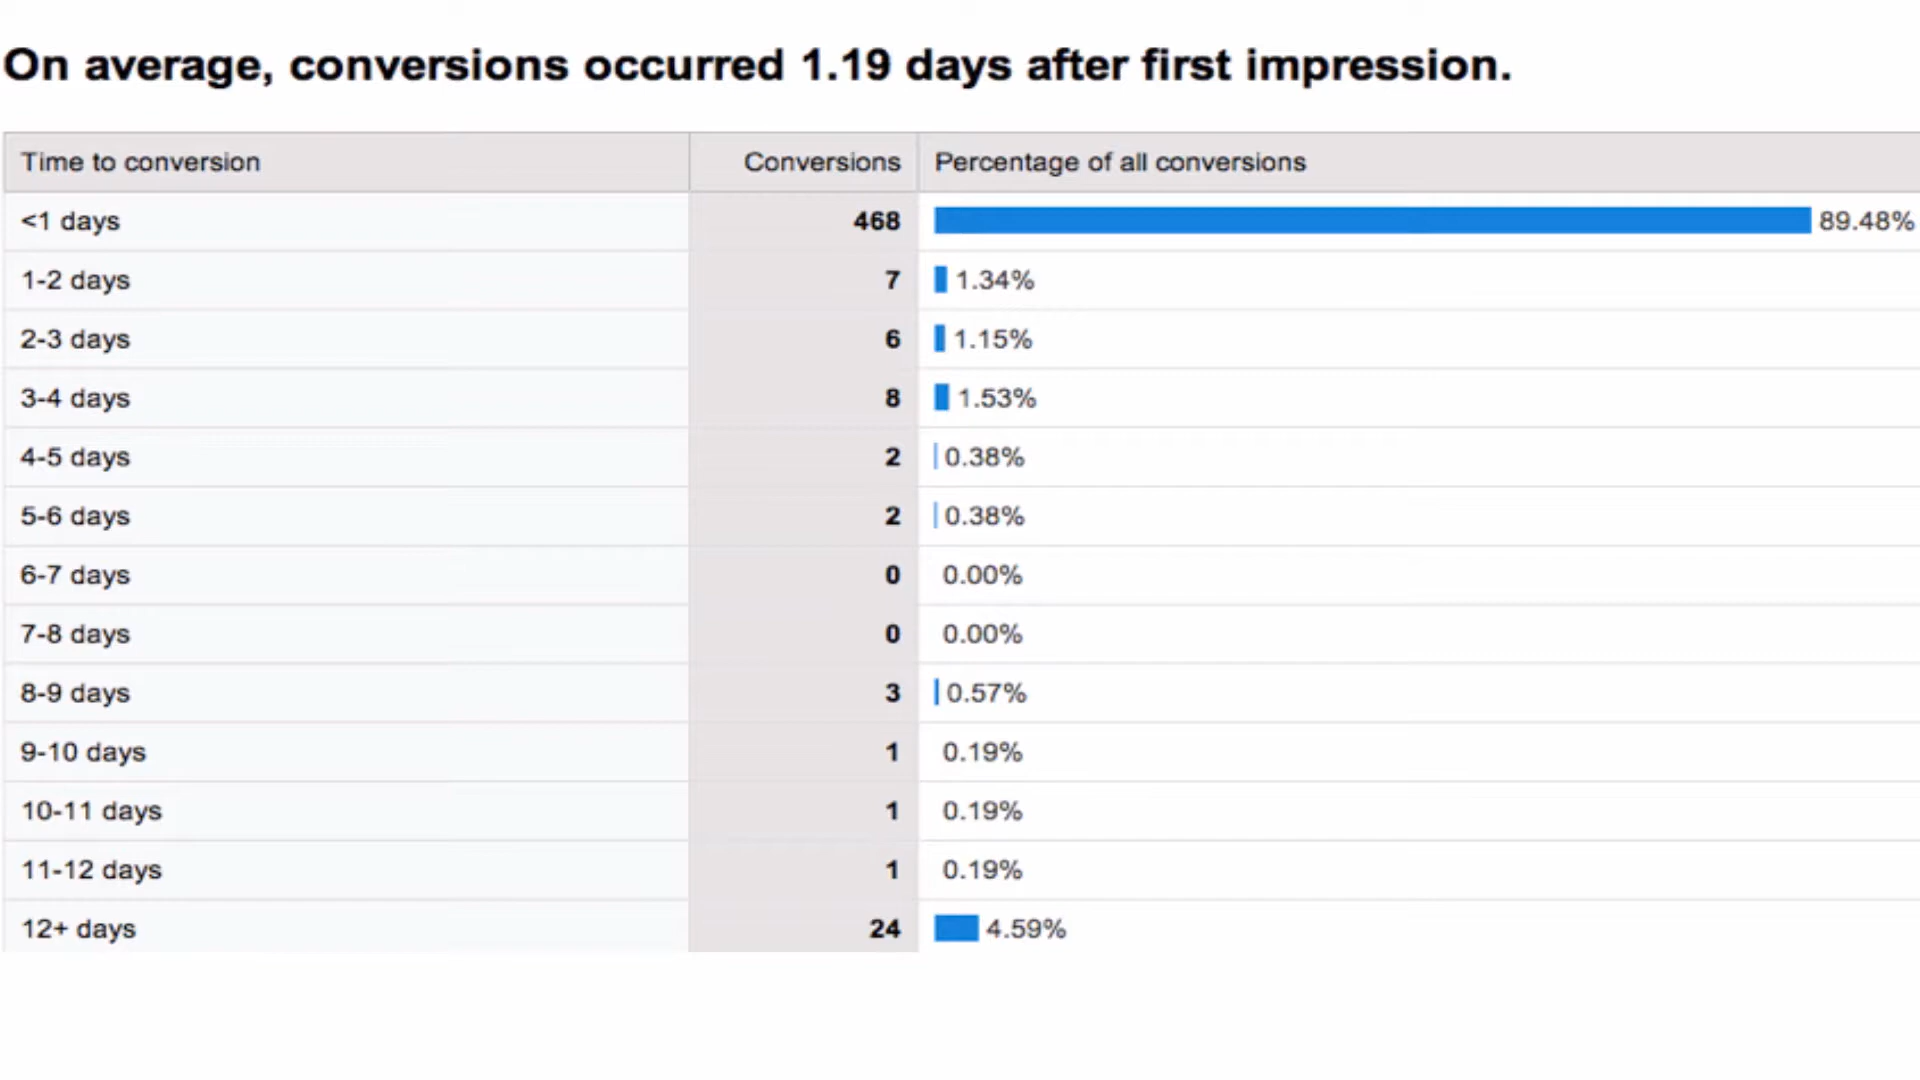 On average, conversions occurred 1.19 days after first impression.
Time to conversion Conversions Percentage of all conversions
<1 days 468 89.48%
1-2 days 7 1.34%
2-3 days 6 1.15%
3-4 days 8 1.53%
4-5 days 2 0.38%
5-6 days 2 0.38%
6-7 days 0 0.00%
7-8 days 0 0.00%
8-9 days 3 0.57%
9-10 days 1 0.19%
10-11 days 1 0.19%
11-12 days 1 0.19%
12+ days 24 4.59%